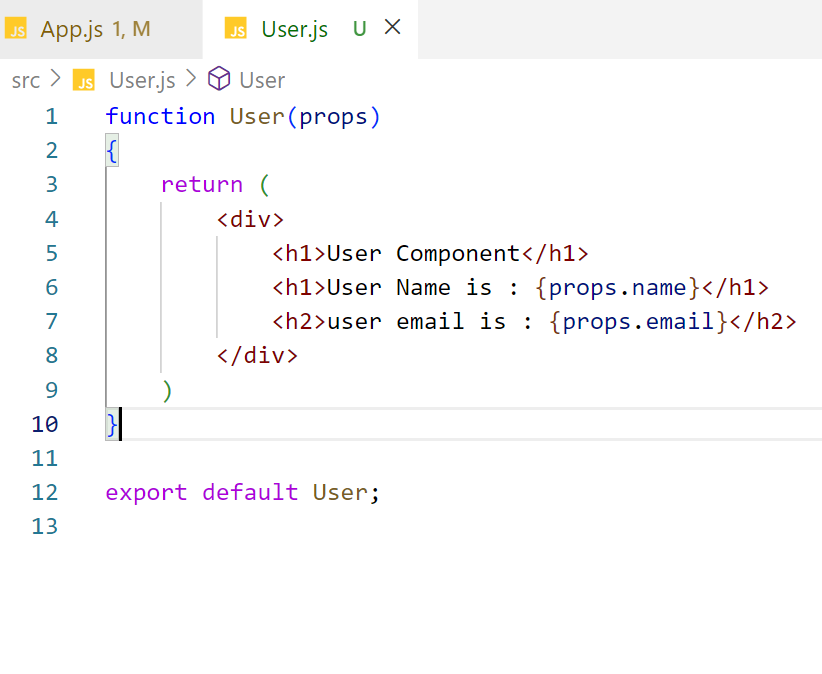 JS App.js 1, M JS User.js U
src > JS User.js > User
1 function User(props)
2 {
3     return (
4         <div>
5             <h1>User Component</h1>
6             <h1>User Name is : {props.name}</h1>
7             <h2>user email is : {props.email}</h2>
8         </div>
9     )
10 }
11
12 export default User;
13